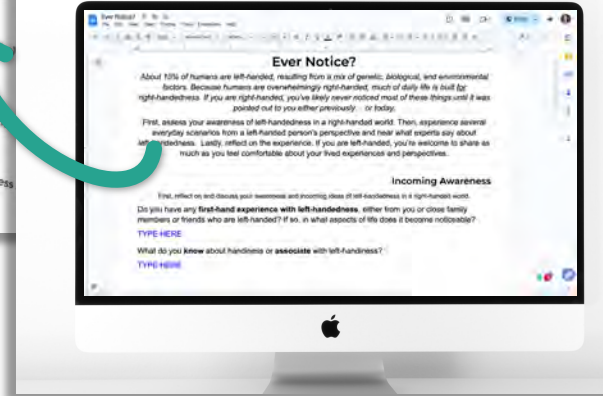 Ever Notice?
Ever Notice?
About 10% of humans are left-handed, resulting from a mix of genetic, biological, and environmental
factors. Because humans are overwhelmingly right-handed, much of daily life is built for
right-handedness. If you are right-handed, you've likely never noticed most of these things until it was
pointed out to you either previously... or today.
First, assess your awareness of left-handedness in a right-handed world. Then, experience several
everyday scenarios from a left-handed person's perspective and hear what experts say about
left-handedness. Lastly, reflect on the experience. If you are left-handed, you're welcome to share as
much as you feel comfortable about your lived experiences and perspectives.
Incoming Awareness
First, reflect on and discuss your awareness and incoming ideas of left-handedness in a right-handed world.
Do you have any first-hand experience with left-handedness, either from you or close family
members or friends who are left-handed? If so, in what aspects of life does it become noticeable?
TYPE HERE
What do you know about handiness or associate with left-handiness?
TYPE HERE